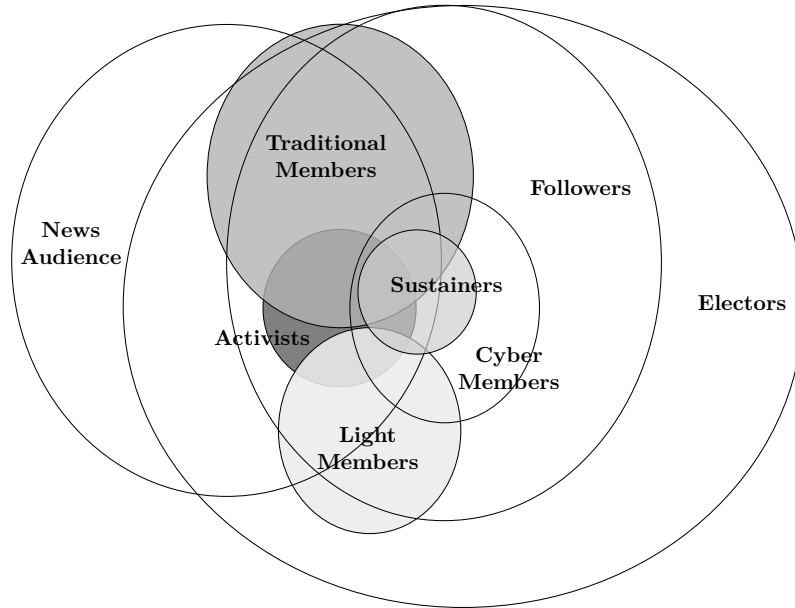 Traditional
Members
Followers
News
Audience
Sustainers
Electors
Activists
Cyber
Members
Light
Members